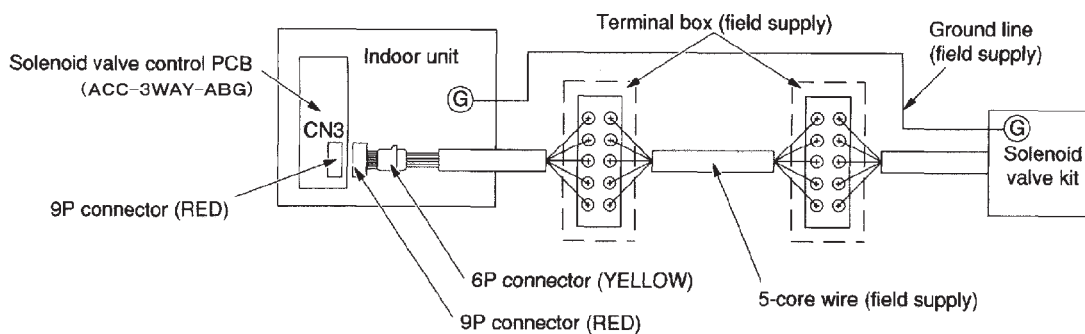 Terminal box (field supply)
Ground line
(field supply)
Indoor unit
Solenoid valve control PCB
(ACC-3WAY-ABG)
G
CN3
G
Solenoid
valve kit
9P connector (RED)
6P connector (YELLOW)
5-core wire (field supply)
9P connector (RED)